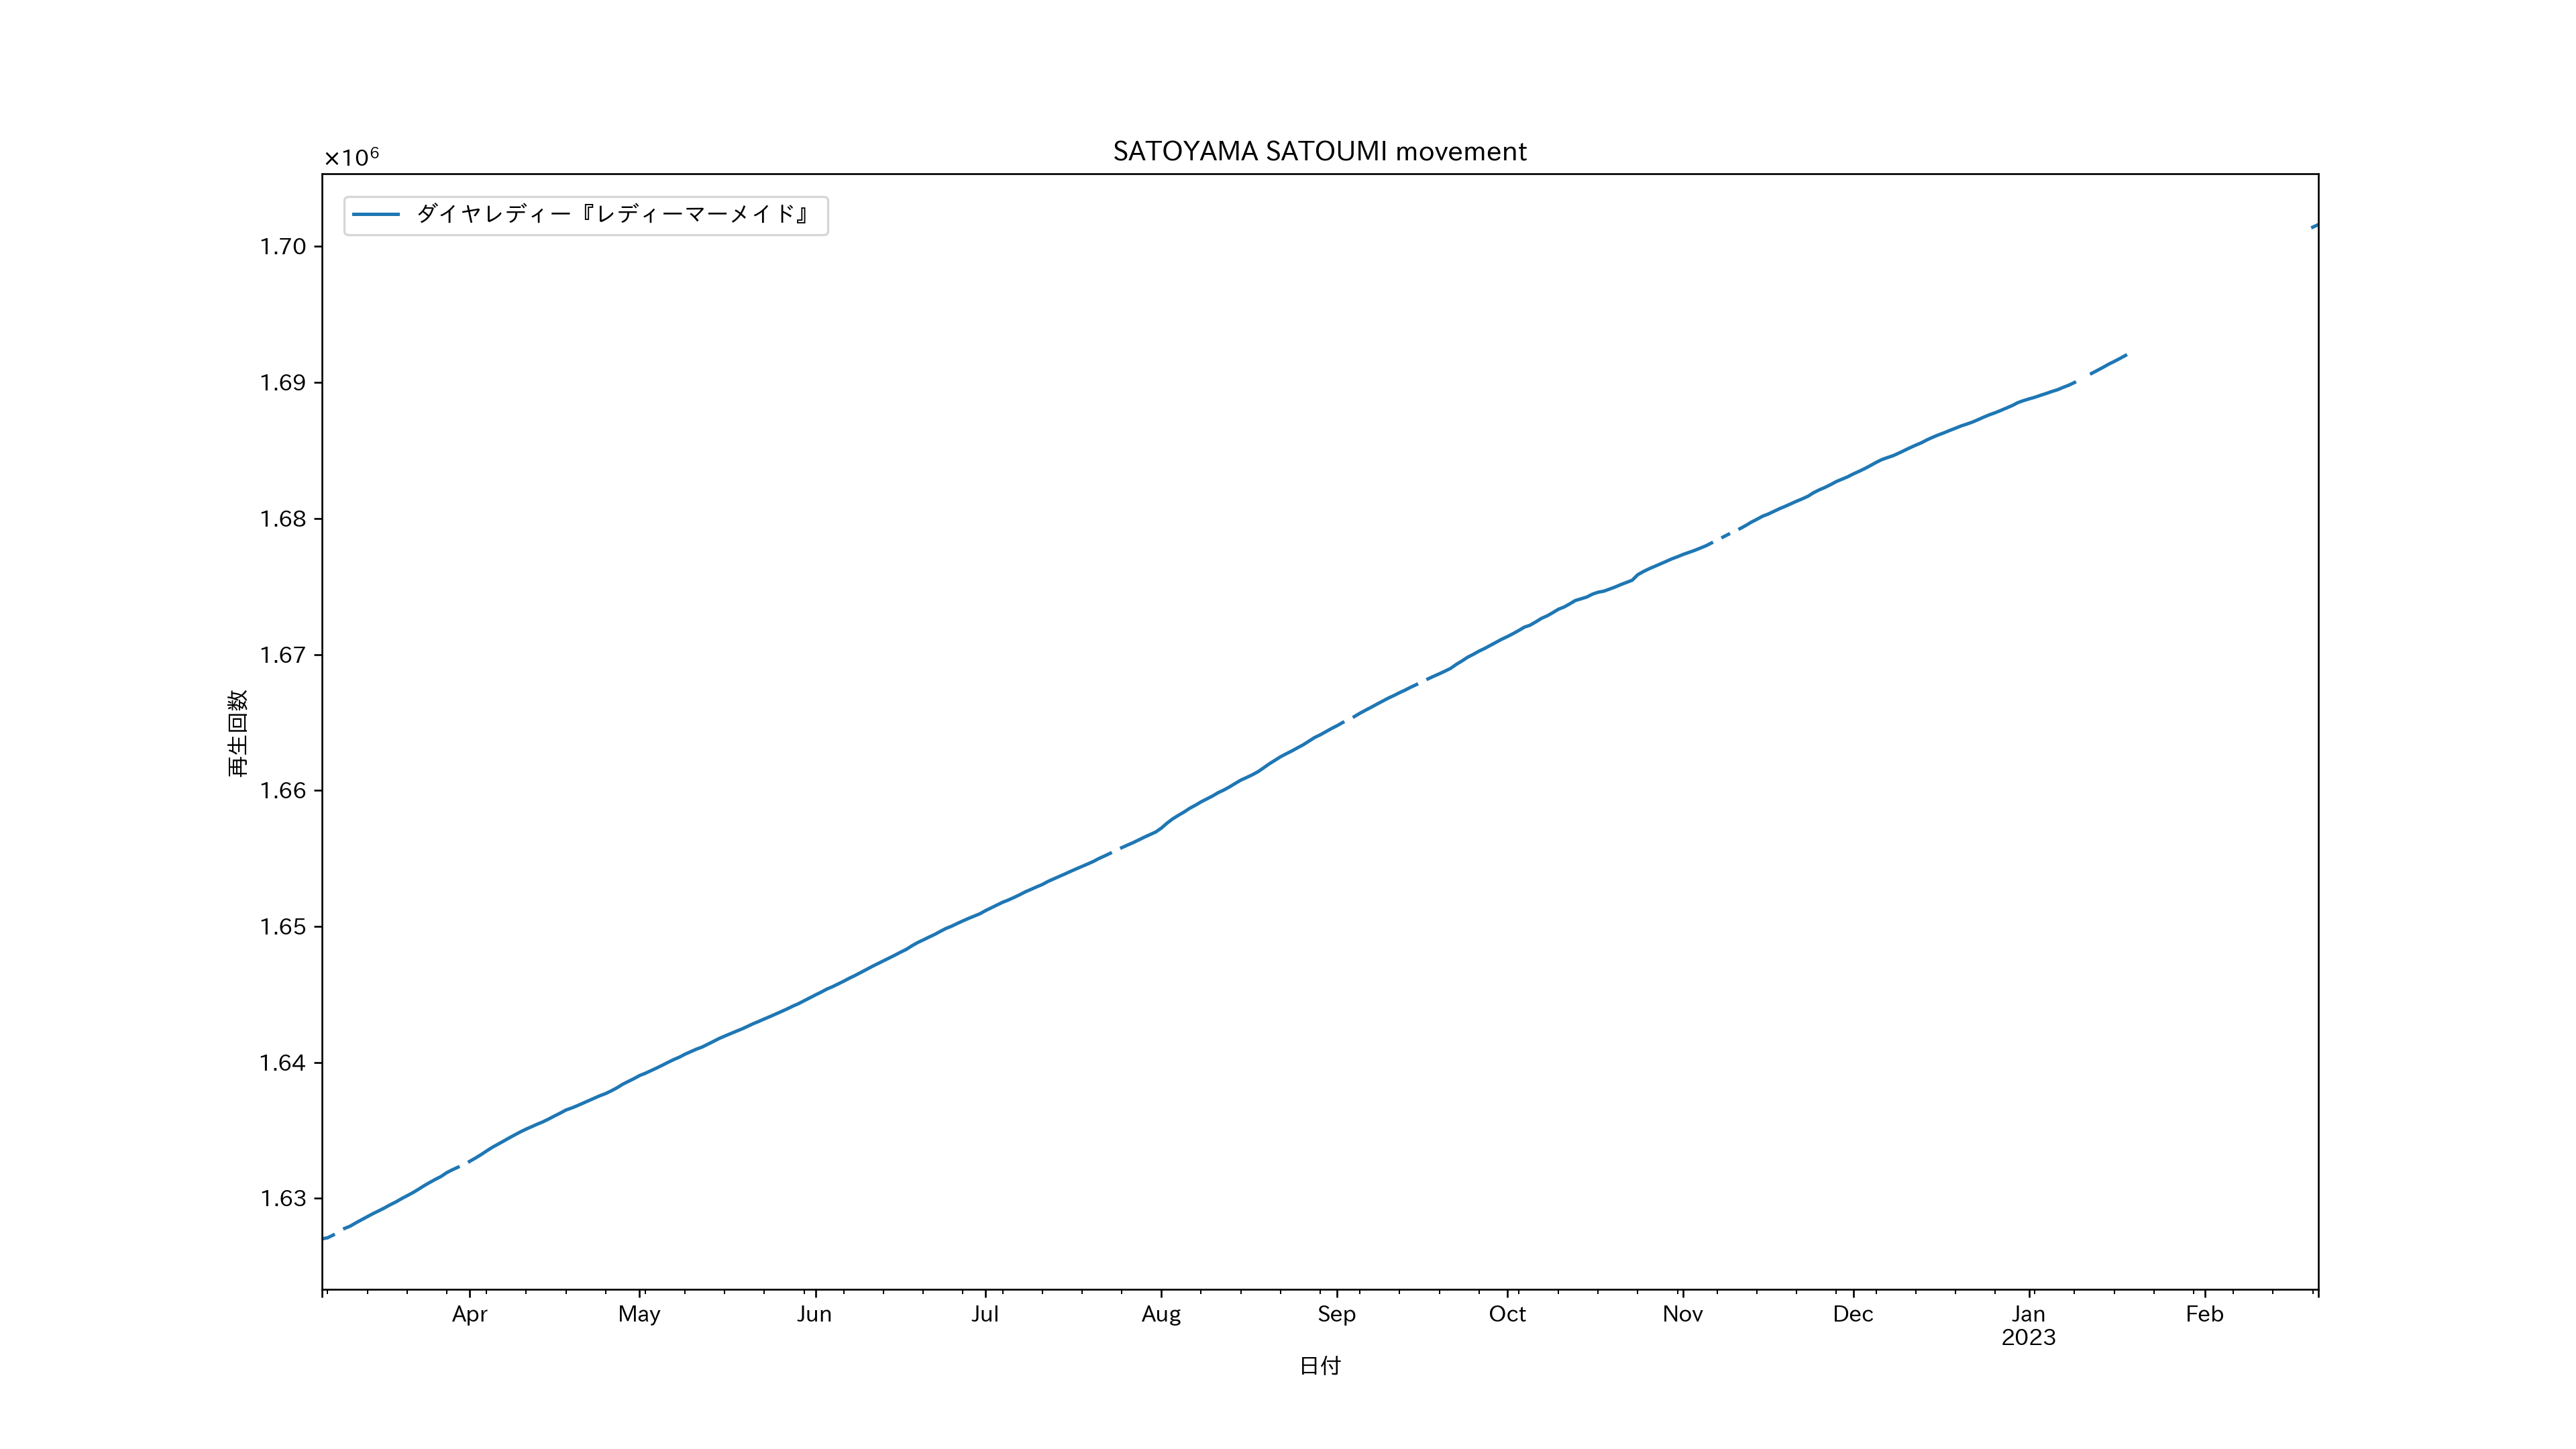 SATOYAMA SATOUMI movement
×10⁶
ダイヤレディー『レディーマーメイド』
1.70
1.69
1.68
1.67
1.66
1.65
1.64
1.63
再生回数
Apr
May
Jun
Jul
Aug
Sep
Oct
Nov
Dec
Jan
2023
Feb
日付